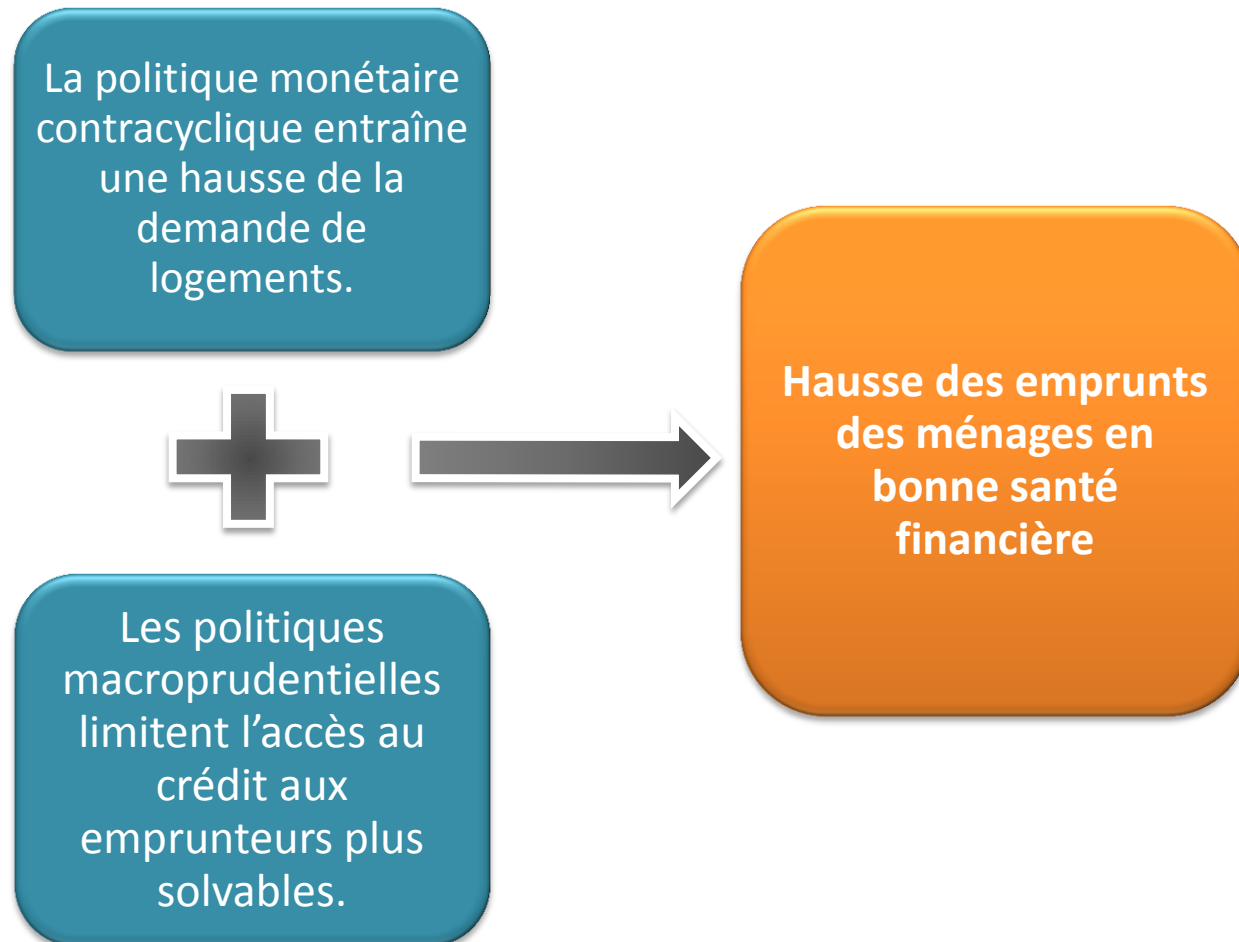 La politique monétaire
contracyclique entraîne
une hausse de la
demande de
logements.
Les politiques
macroprudentielles
limitent l’accès au
crédit aux
emprunteurs plus
solvables.
Hausse des emprunts
des ménages en
bonne santé
financière